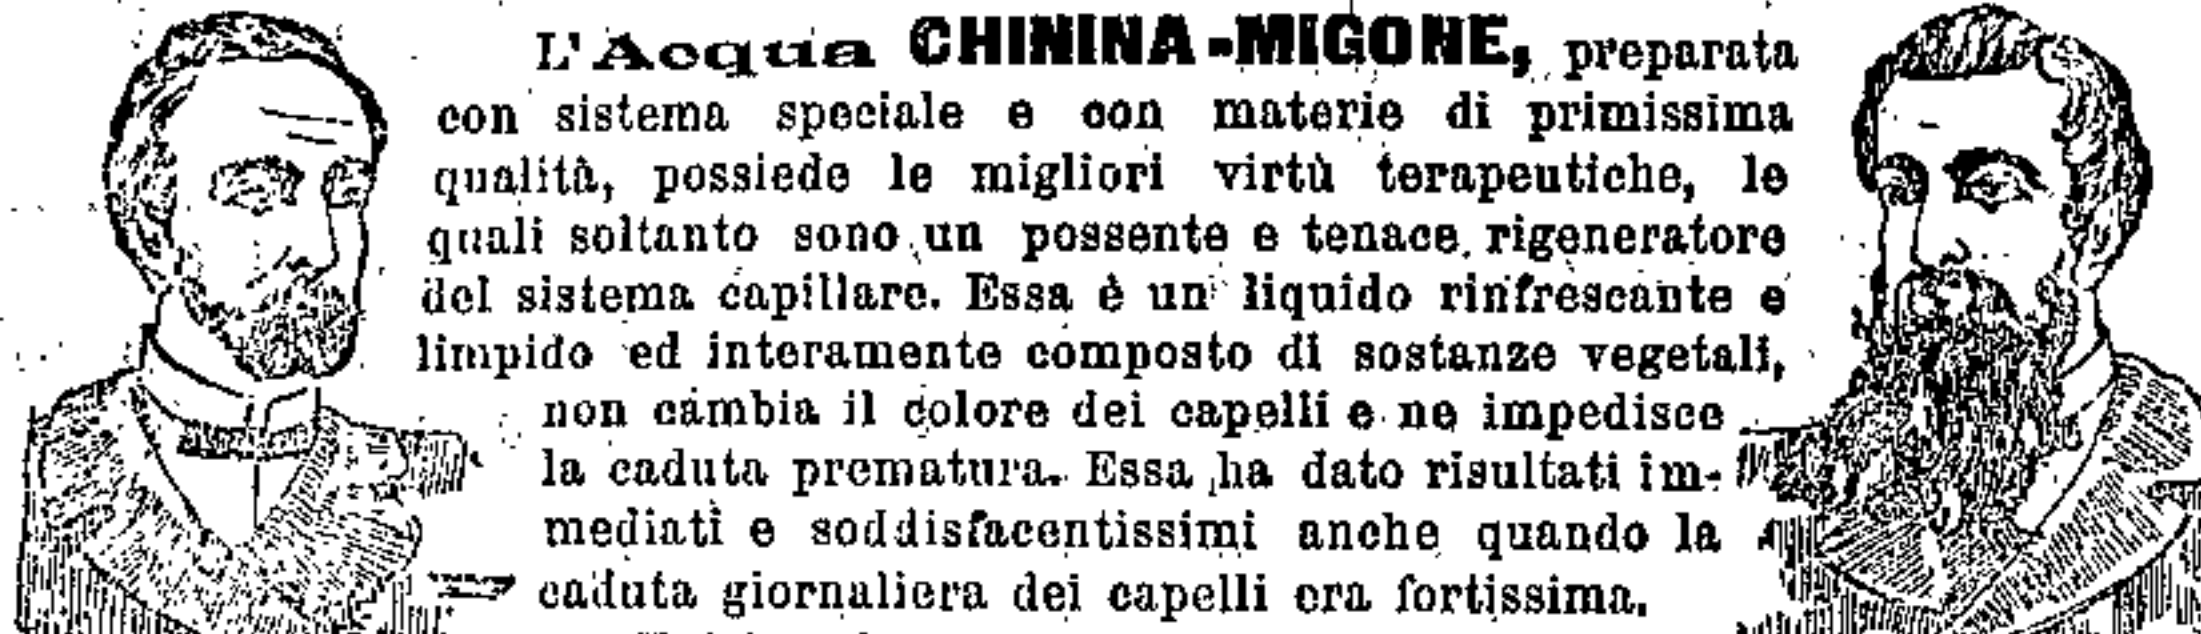 L'Acqua CHININA-MIGONE, preparata
con sistema speciale e con materie di primissima
qualità, possiede le migliori virtù terapeutiche, le
quali soltanto sono un possente e tenace rigeneratore
del sistema capillare. Essa è un liquido rinfrescante e
limpido ed interamente composto di sostanze vegetali,
non cambia il colore dei capelli e ne impedisce
la caduta prematura. Essa ha dato risultati im-
mediati e soddisfacentissimi anche quando la
caduta giornaliera dei capelli era fortissima.